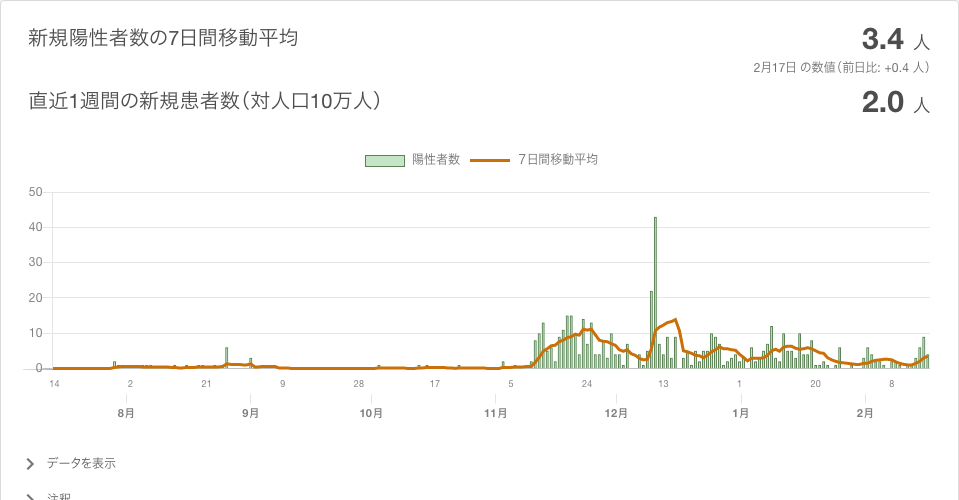 新規陽性者数の7日間移動平均
3.4 人
2月17日 の数値（前日比: +0.4 人）
直近1週間の新規患者数（対人口10万人）
2.0 人
陽性者数 7日間移動平均
50
40
30
20
10
0
14 2 21 9 28 17 5 24 13 1 20 8
8月 9月 10月 11月 12月 1月 2月
データを表示
注釈